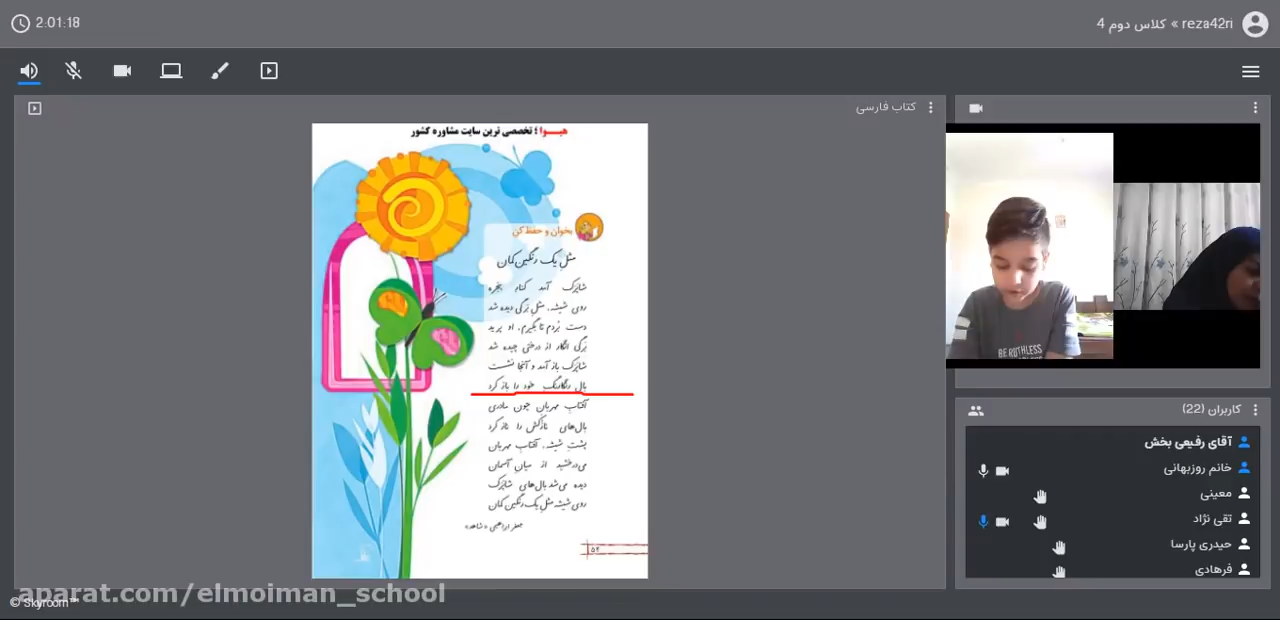 2:01:18
reza42ri » کلاس دوم 4
کتاب فارسی
هیـوا ؛ تخصصی ترین سایت مشاوره کشور
بخوان و حفظ کن
مثل یک رنگین کمان
شاپرک آمد کنار پنجره
روی شیشه، مثل برگی دیده شد
دست بُردم تا بگیرم، او پرید
برگ انگار از درختی چیده شد
شاپرک باز آمد و آنجا نشست
بال رنگارنگ خود را باز کرد
آفتاب مهربان چون مادری
بال‌های نازکش را ناز کرد
پشت شیشه، آفتاب مهربان
می‌درخشید از میان آسمان
دیده می‌شد بال‌های شاپرک
روی شیشه مثل یک رنگین کمان
جعفر ابراهیمی «شاهد»
۵۴
BE RUTHLESS
کاربران (22)
آقای رفیعی بخش
خانم روزبهانی
معینی
تقی نژاد
حیدری پارسا
فرهادی
aparat.com/elmoiman_school
© Skyroom™